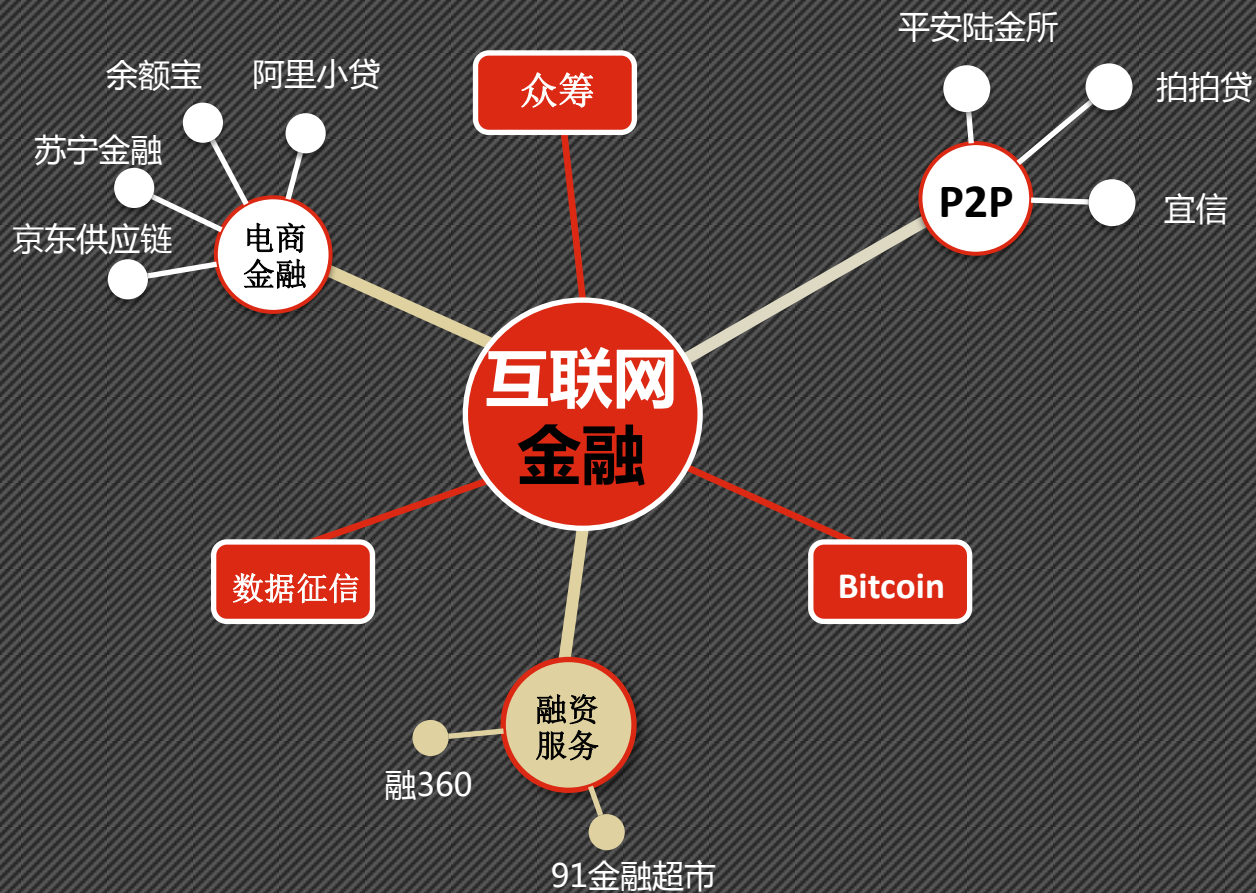 平安陆金所
余额宝
阿里小贷
众筹
拍拍贷
苏宁金融
P2P
宜信
京东供应链
电商
金融
互联网
金融
数据征信
Bitcoin
融资
服务
融360
91金融超市